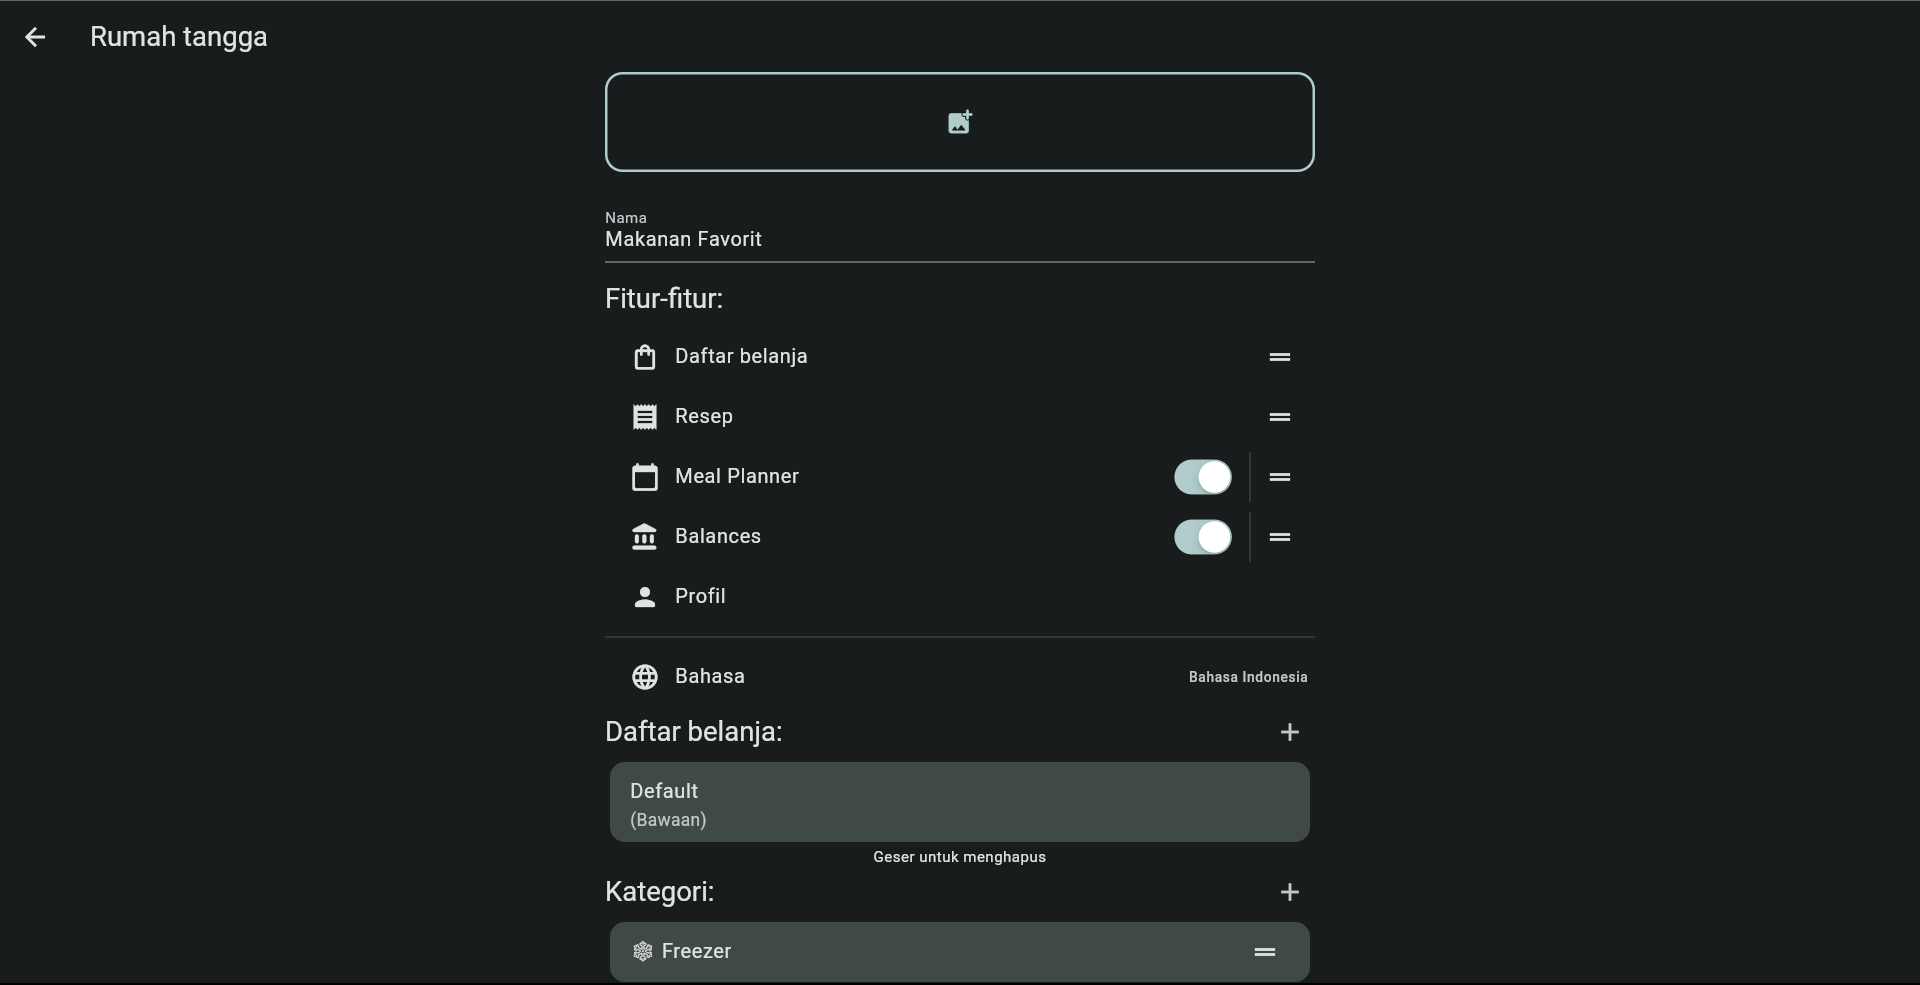 Rumah tangga
Nama
Makanan Favorit
Fitur-fitur:
Daftar belanja
Resep
Meal Planner
Balances
Profil
Bahasa
Bahasa Indonesia
Daftar belanja:
Default
(Bawaan)
Geser untuk menghapus
Kategori:
Freezer